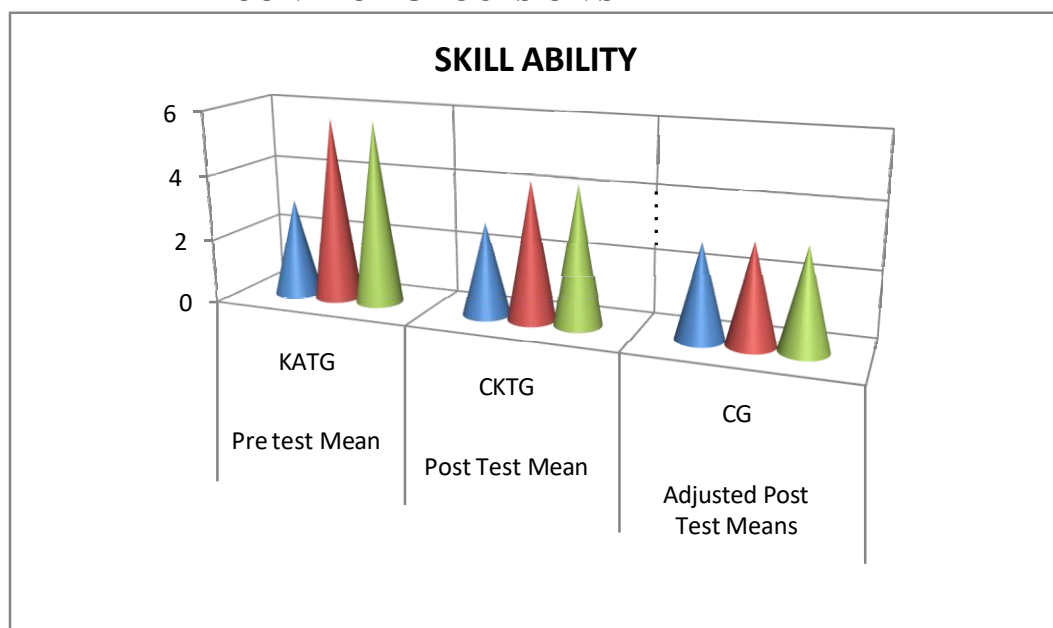 SKILL ABILITY
6
4
2
0
KATG
CKTG
CG
Pre test Mean
Post Test Mean
Adjusted Post
Test Means